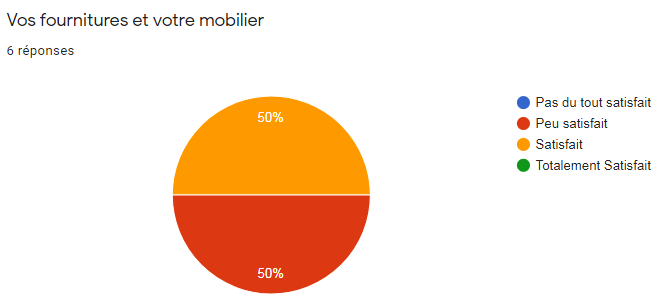 Vos fournitures et votre mobilier
6 réponses
50%
50%
Pas du tout satisfait
Peu satisfait
Satisfait
Totalement Satisfait